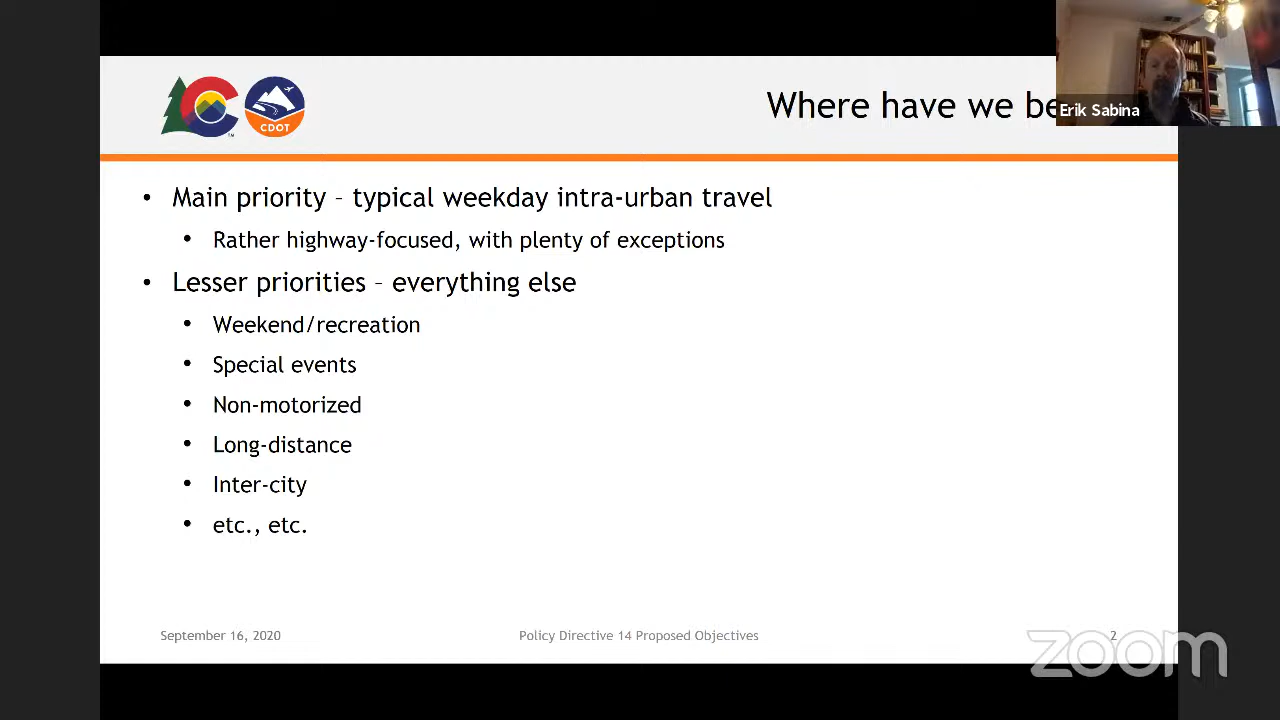 CDOT
TM
Where have we be
Erik Sabina
• Main priority – typical weekday intra-urban travel
• Rather highway-focused, with plenty of exceptions
• Lesser priorities – everything else
• Weekend/recreation
• Special events
• Non-motorized
• Long-distance
• Inter-city
• etc., etc.
September 16, 2020
Policy Directive 14 Proposed Objectives
2
zoom